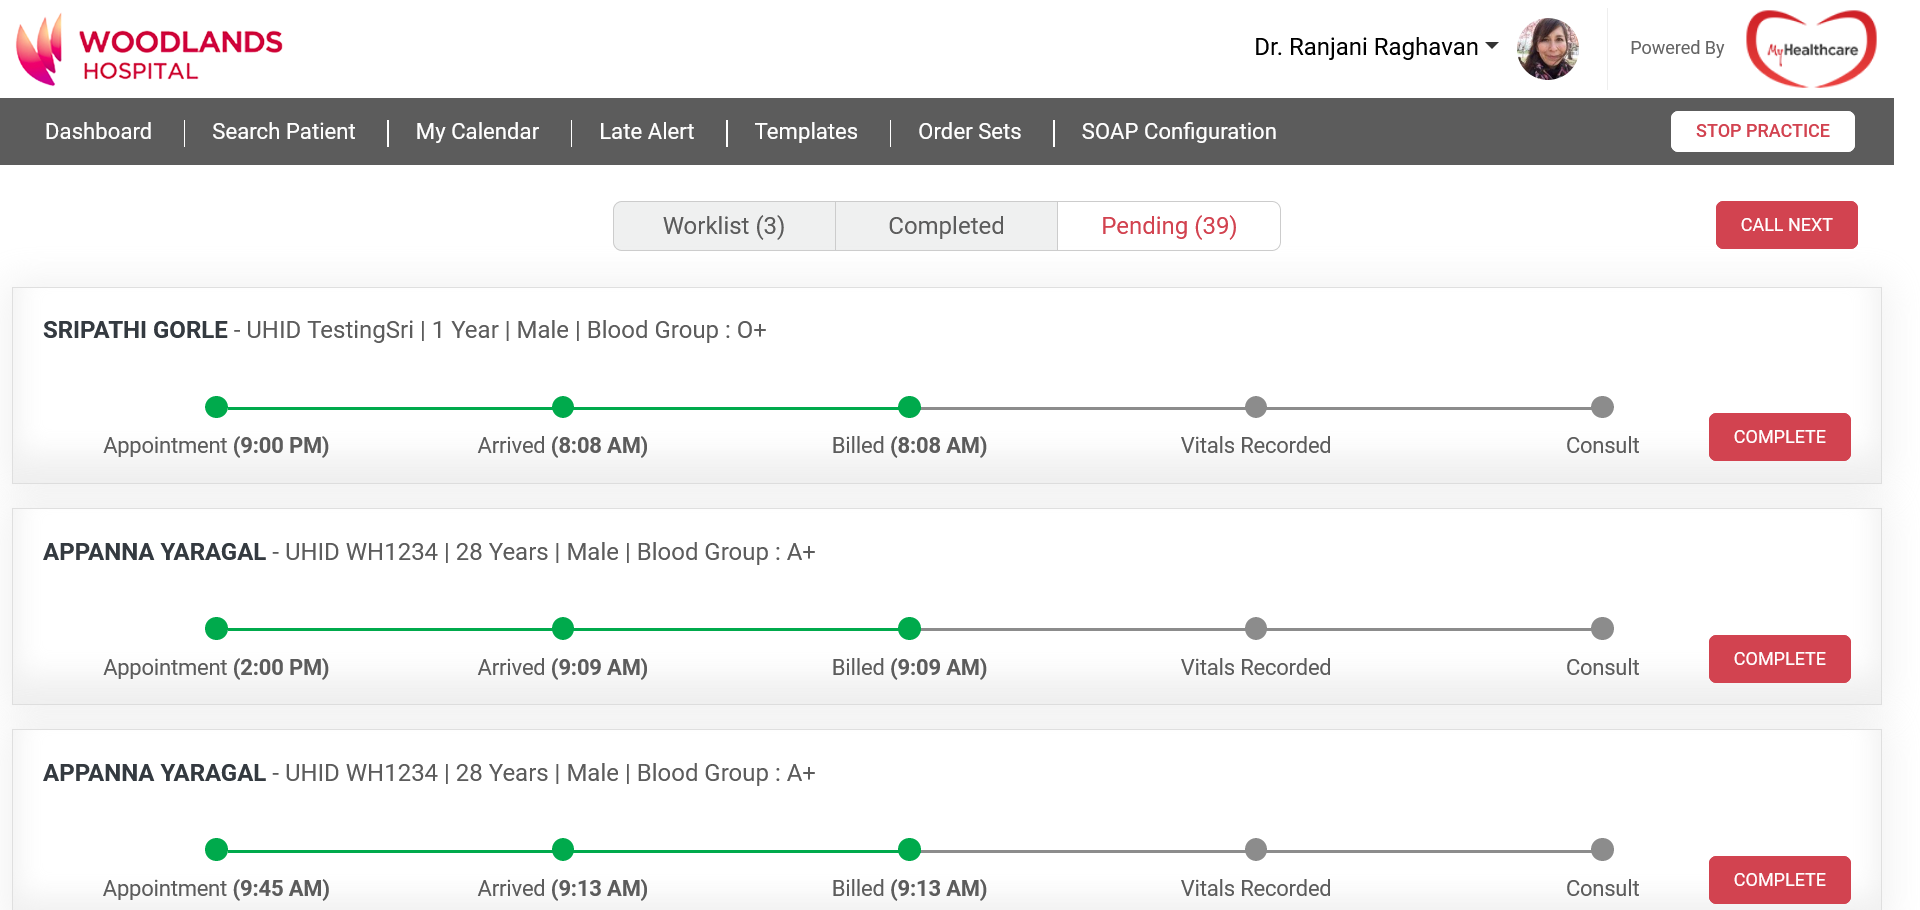 WOODLANDS
HOSPITAL
Dr. Ranjani Raghavan
Powered By
MyHealthcare
Dashboard
Search Patient
My Calendar
Late Alert
Templates
Order Sets
SOAP Configuration
STOP PRACTICE
Worklist (3)
Completed
Pending (39)
CALL NEXT
SRIPATHI GORLE - UHID TestingSri | 1 Year | Male | Blood Group : O+
Appointment (9:00 PM)
Arrived (8:08 AM)
Billed (8:08 AM)
Vitals Recorded
Consult
COMPLETE
APPANNA YARAGAL - UHID WH1234 | 28 Years | Male | Blood Group : A+
Appointment (2:00 PM)
Arrived (9:09 AM)
Billed (9:09 AM)
Vitals Recorded
Consult
COMPLETE
APPANNA YARAGAL - UHID WH1234 | 28 Years | Male | Blood Group : A+
Appointment (9:45 AM)
Arrived (9:13 AM)
Billed (9:13 AM)
Vitals Recorded
Consult
COMPLETE